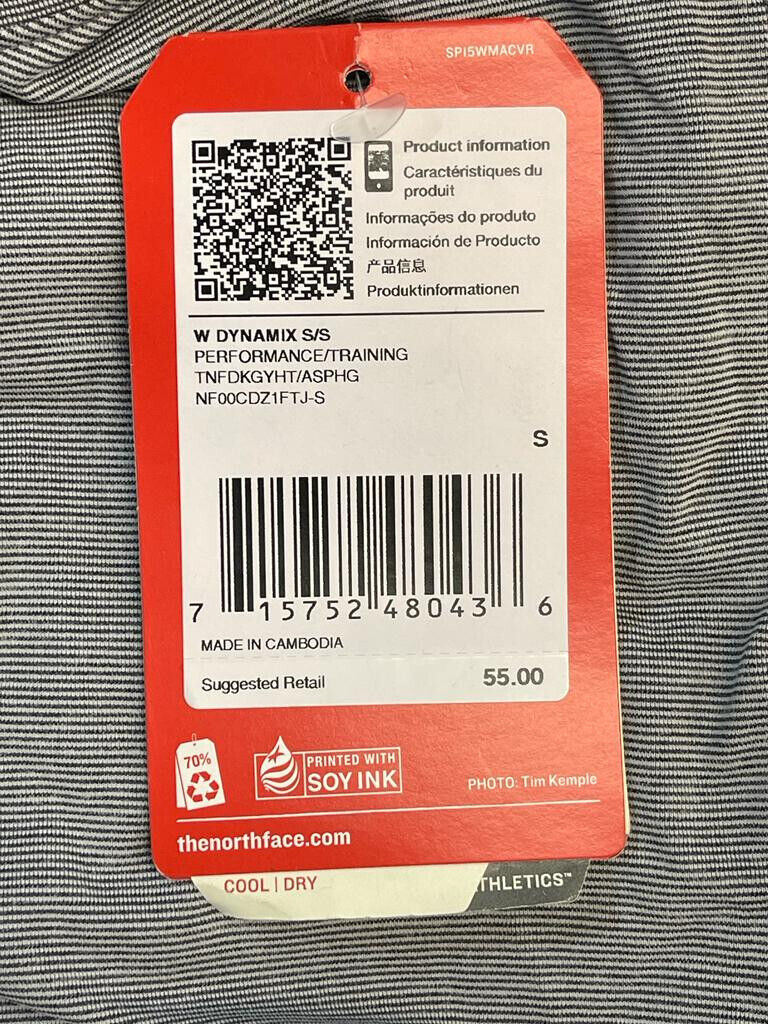 SP15WMACVR
Product information
Caractéristiques du
produit
Informações do produto
Información de Producto
产品信息
Produktinformationen
W DYNAMIX S/S
PERFORMANCE/TRAINING
TNFDKGYHT/ASPHG
NF00CDZ1FTJ-S
S
7 15752 48043 6
MADE IN CAMBODIA
Suggested Retail 55.00
70%
PRINTED WITH
SOY INK
PHOTO: Tim Kemple
thenorthface.com
COOL | DRY
THLETICS™